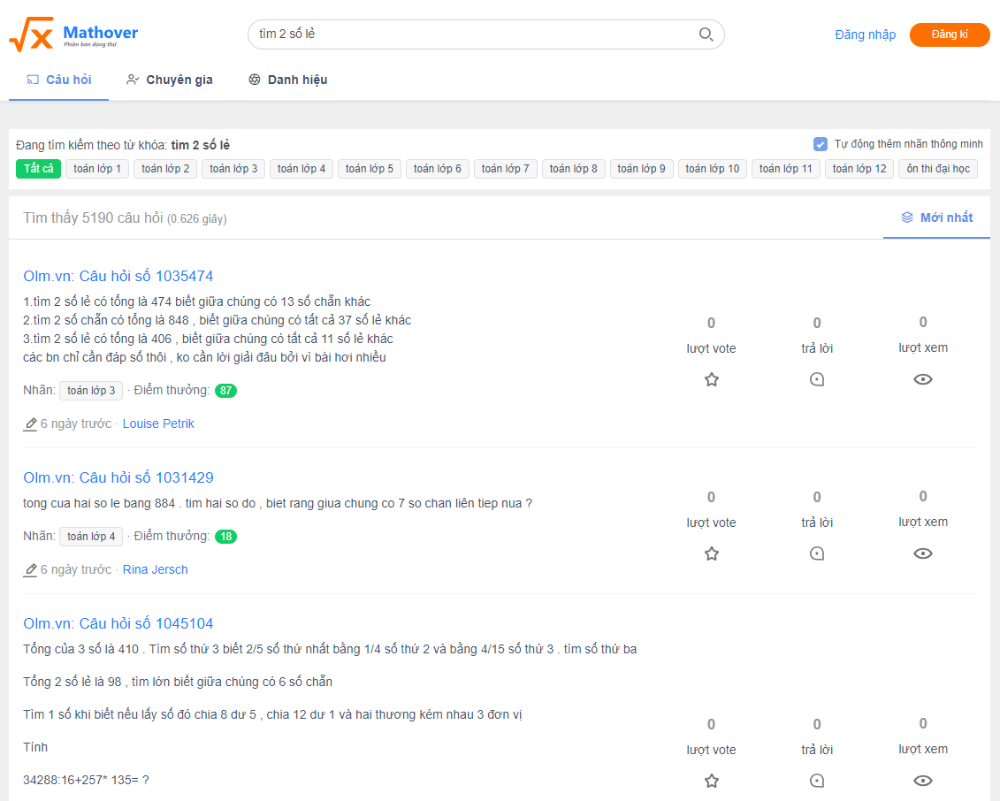 √x Mathover
Phiên bản dùng thử
tìm 2 số lẻ
Đăng nhập
Đăng kí
Câu hỏi
Chuyên gia
Danh hiệu
Đang tìm kiếm theo từ khóa: tìm 2 số lẻ
Tự động thêm nhãn thông minh
Tất cả toán lớp 1 toán lớp 2 toán lớp 3 toán lớp 4 toán lớp 5 toán lớp 6 toán lớp 7 toán lớp 8 toán lớp 9 toán lớp 10 toán lớp 11 toán lớp 12 ôn thi đại học
Tìm thấy 5190 câu hỏi (0.626 giây)
Mới nhất
Olm.vn: Câu hỏi số 1035474
1.tìm 2 số lẻ có tổng là 474 biết giữa chúng có 13 số chẵn khác
2.tìm 2 số chẵn có tổng là 848 , biết giữa chúng có tất cả 37 số lẻ khác
3.tìm 2 số lẻ có tổng là 406 , biết giữa chúng có tất cả 11 số lẻ khác
các bn chỉ cần đáp số thôi , ko cần lời giải đâu bởi vì bài hơi nhiều
Nhãn: toán lớp 3 · Điểm thưởng: 87
6 ngày trước · Louise Petrik
0 0 0
lượt vote trả lời lượt xem
Olm.vn: Câu hỏi số 1031429
tong cua hai so le bang 884 . tim hai so do , biet rang giua chung co 7 so chan liên tiep nua ?
Nhãn: toán lớp 4 · Điểm thưởng: 18
6 ngày trước · Rina Jersch
0 0 0
lượt vote trả lời lượt xem
Olm.vn: Câu hỏi số 1045104
Tổng của 3 số là 410 . Tìm số thứ 3 biết 2/5 số thứ nhất bằng 1/4 số thứ 2 và bằng 4/15 số thứ 3 . tìm số thứ ba
Tổng 2 số lẻ là 98 , tìm lớn biết giữa chúng có 6 số chẵn
Tìm 1 số khi biết nếu lấy số đó chia 8 dư 5 , chia 12 dư 1 và hai thương kém nhau 3 đơn vị
Tính
34288:16+257* 135= ?
0 0 0
lượt vote trả lời lượt xem